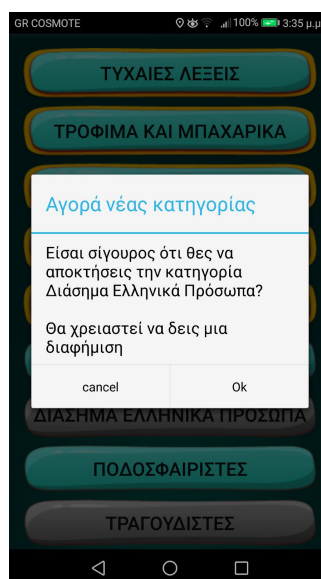 GR COSMOTE 100% 3:35 μ.μ
ΤΥΧΑΙΕΣ ΛΕΞΕΙΣ
ΤΡΟΦΙΜΑ ΚΑΙ ΜΠΑΧΑΡΙΚΑ
Αγορά νέας κατηγορίας
Είσαι σίγουρος ότι θες να
αποκτήσεις την κατηγορία
Διάσημα Ελληνικά Πρόσωπα?
Θα χρειαστεί να δεις μια
διαφήμιση
cancel Ok
ΔΙΑΣΗΜΑ ΕΛΛΗΝΙΚΑ ΠΡΟΣΩΠΑ
ΠΟΔΟΣΦΑΙΡΙΣΤΕΣ
ΤΡΑΓΟΥΔΙΣΤΕΣ